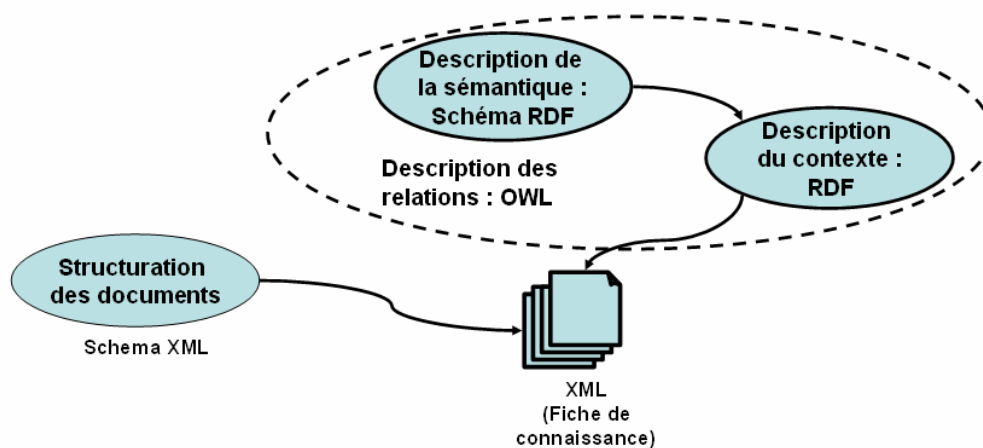 Description de
la sémantique :
Schéma RDF
Description
du contexte :
RDF
Description des
relations : OWL
Structuration
des documents
Schema XML
XML
(Fiche de
connaissance)